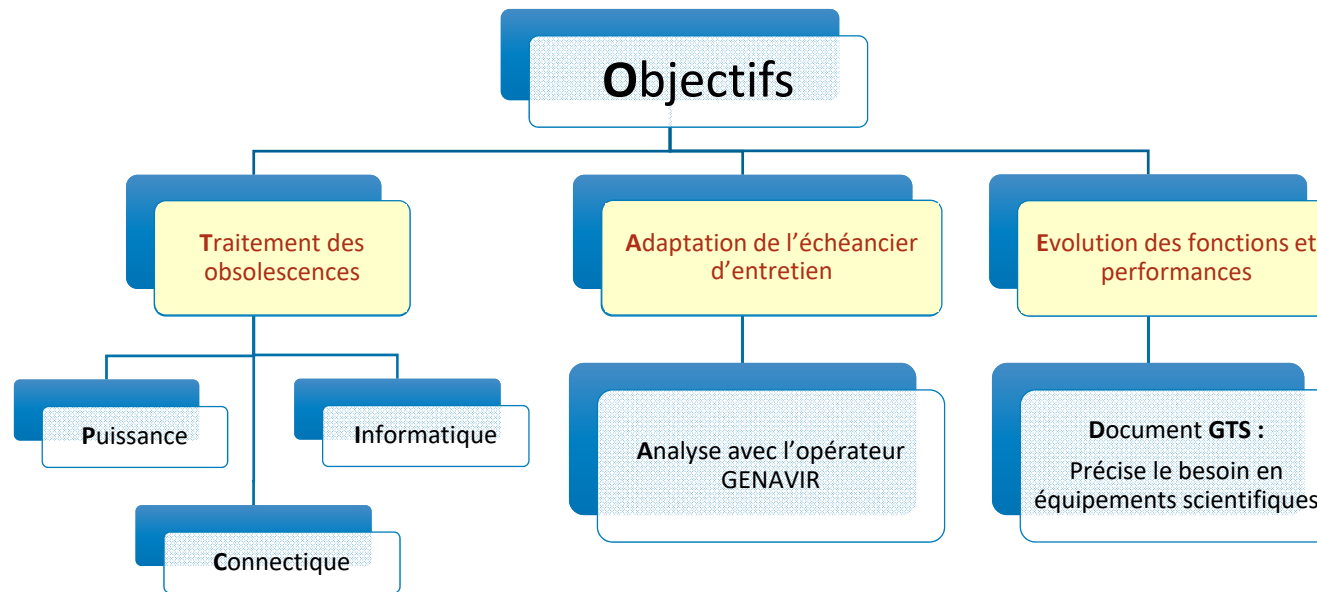 Objectifs
Traitement des
obsolescences
Adaptation de l’échéancier
d’entretien
Evolution des fonctions et
performances
Puissance
Informatique
Connectique
Analyse avec l’opérateur
GENAVIR
Document GTS :
Précise le besoin en
équipements scientifiques